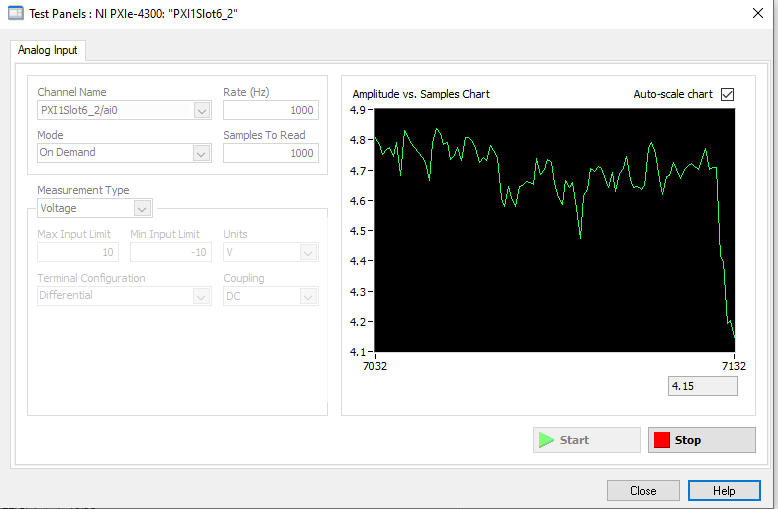 Test Panels : NI PXIe-4300: "PXI1Slot6_2"
Analog Input
Channel Name
Rate (Hz)
PXI1Slot6_2/ai0
1000
Mode
Samples To Read
On Demand
1000
Measurement Type
Voltage
Max Input Limit
Min Input Limit
Units
10
-10
V
Terminal Configuration
Coupling
Differential
DC
Amplitude vs. Samples Chart
Auto-scale chart
4.9
4.8
4.7
4.6
4.5
4.4
4.3
4.2
4.1
7032
7132
4.15
Start
Stop
Close
Help